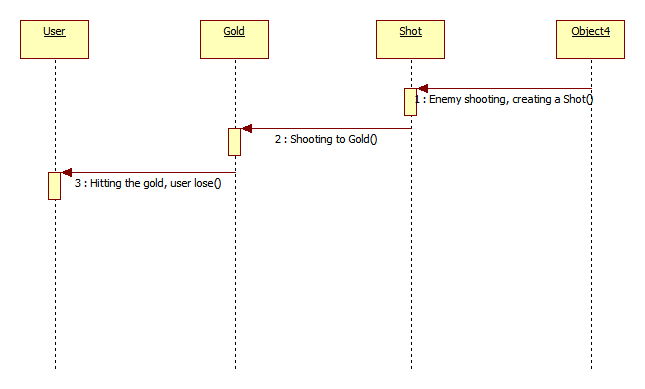 User
Gold
Shot
Object4
1 : Enemy shooting, creating a Shot()
2 : Shooting to Gold()
3 : Hitting the gold, user lose()